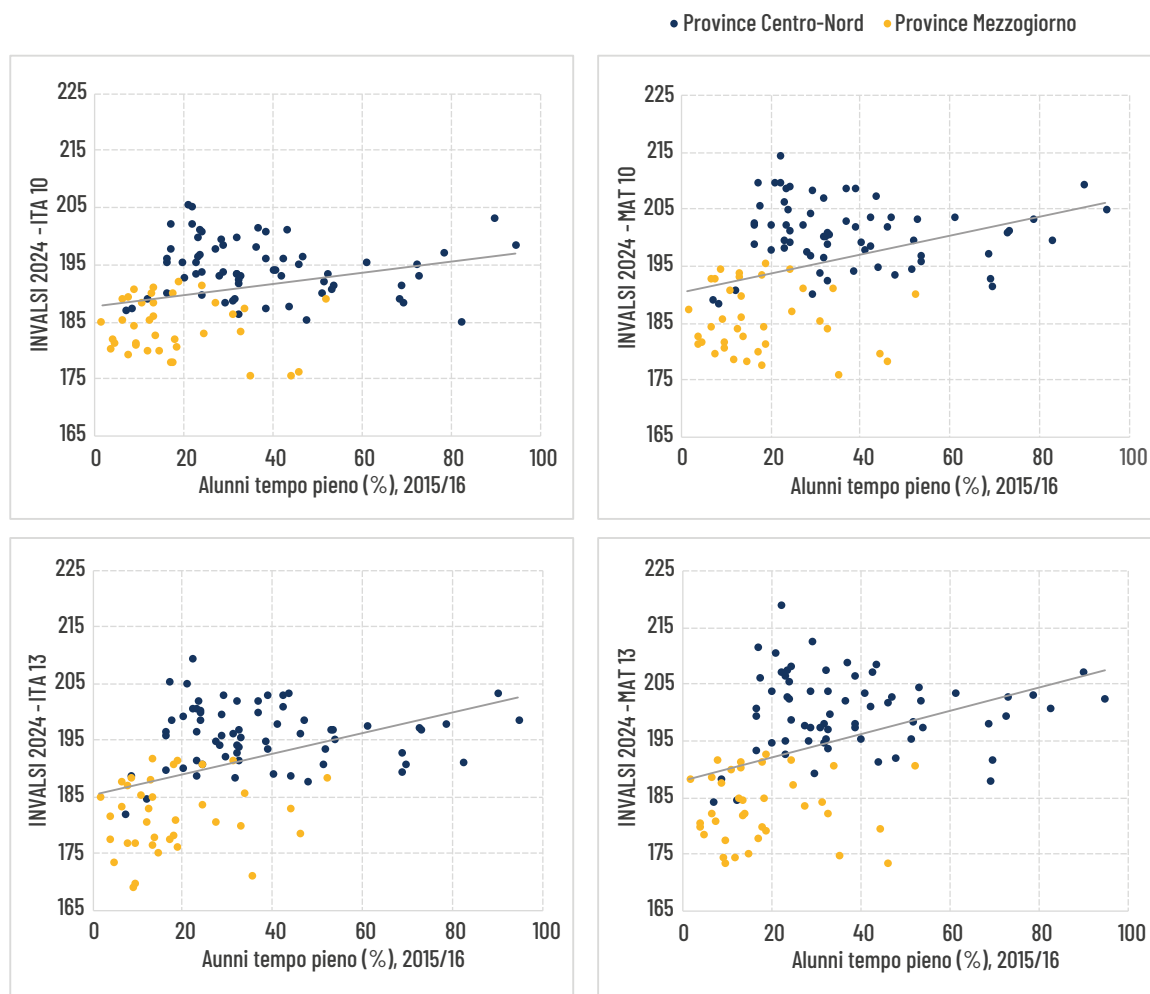 Province Centro-Nord Province Mezzogiorno
INVALSI 2024 - ITA 10
225
215
205
195
185
175
165
0 20 40 60 80 100
Alunni tempo pieno (%), 2015/16
INVALSI 2024 - MAT 10
225
215
205
195
185
175
165
0 20 40 60 80 100
Alunni tempo pieno (%), 2015/16
INVALSI 2024 - ITA 13
225
215
205
195
185
175
165
0 20 40 60 80 100
Aunni tempo pieno (%), 2015/16
INVALSI 2024 - MAT 13
225
215
205
195
185
175
165
0 20 40 60 80 100
Alunni tempo pieno (%), 2015/16